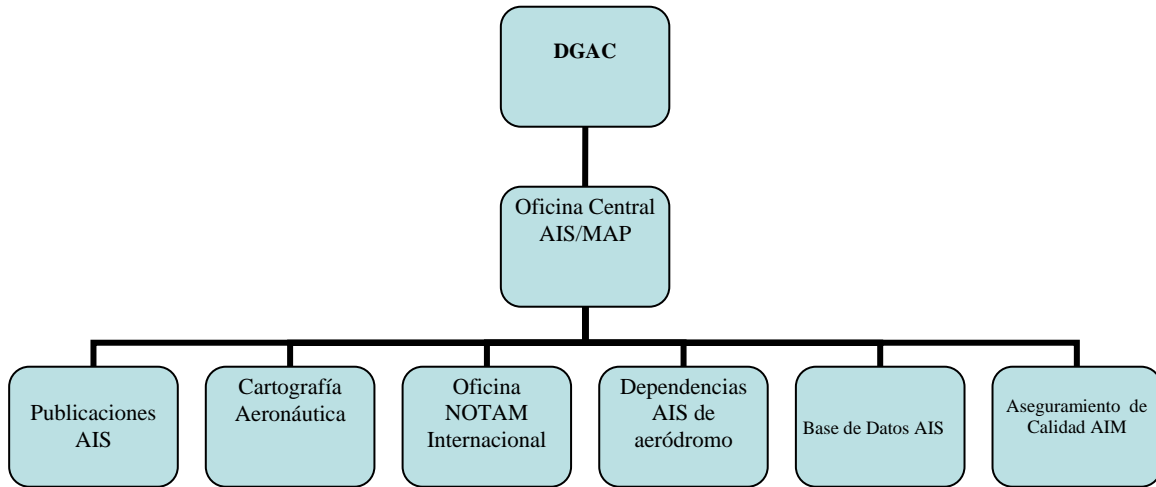 DGAC
Oficina Central
AIS/MAP
Publicaciones
AIS
Cartografía
Aeronáutica
Oficina
NOTAM
Internacional
Dependencias
AIS de
aeródromo
Base de Datos AIS
Aseguramiento de
Calidad AIM